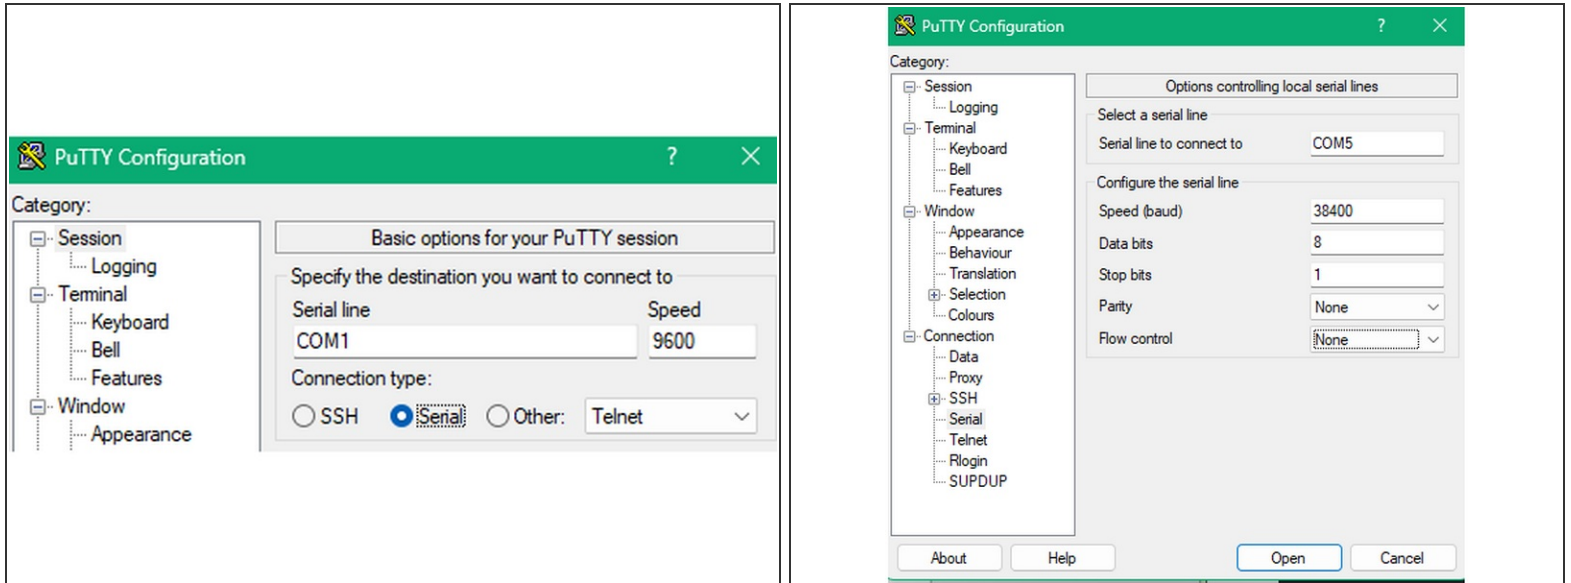 PuTTY Configuration ? ×
Category:
Session
Logging
Terminal
Keyboard
Bell
Features
Window
Appearance
Basic options for your PuTTY session
Specify the destination you want to connect to
Serial line Speed
COM1 9600
Connection type:
SSH Serial Other: Telnet
PuTTY Configuration ? ×
Category:
Session
Logging
Terminal
Keyboard
Bell
Features
Window
Appearance
Behaviour
Translation
Selection
Colours
Connection
Data
Proxy
SSH
Serial
Telnet
Rlogin
SUPDUP
Options controlling local serial lines
Select a serial line
Serial line to connect to COM5
Configure the serial line
Speed (baud) 38400
Data bits 8
Stop bits 1
Parity None
Flow control None
About Help Open Cancel